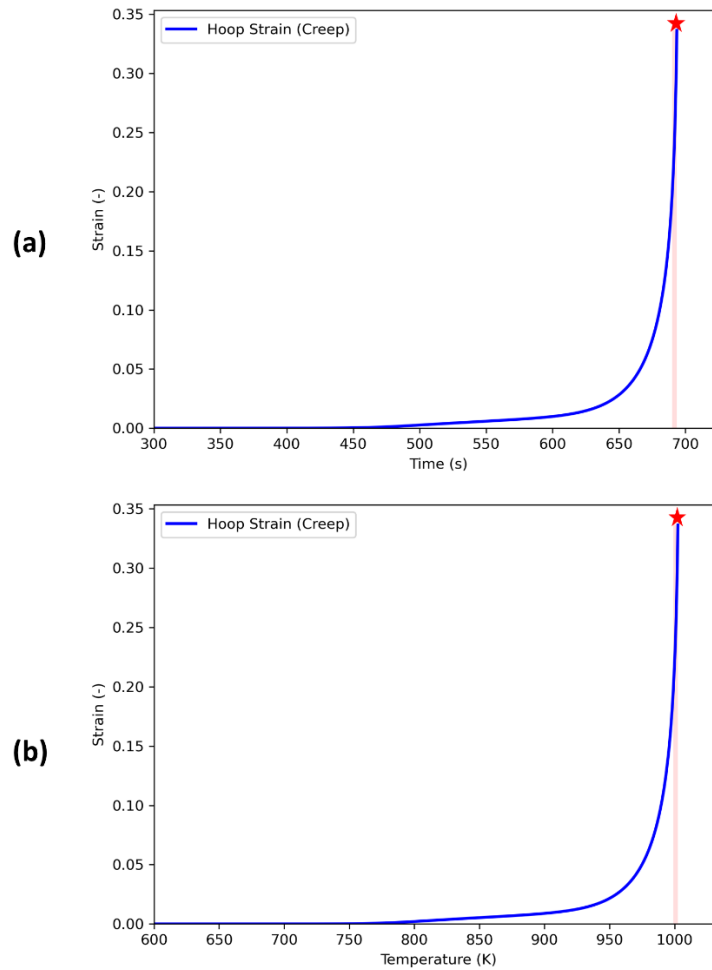 (a)
Strain (-)
0.35
0.30
0.25
0.20
0.15
0.10
0.05
0.00
Hoop Strain (Creep)
300 350 400 450 500 550 600 650 700
Time (s)
(b)
Strain (-)
0.35
0.30
0.25
0.20
0.15
0.10
0.05
0.00
Hoop Strain (Creep)
600 650 700 750 800 850 900 950 1000
Temperature (K)